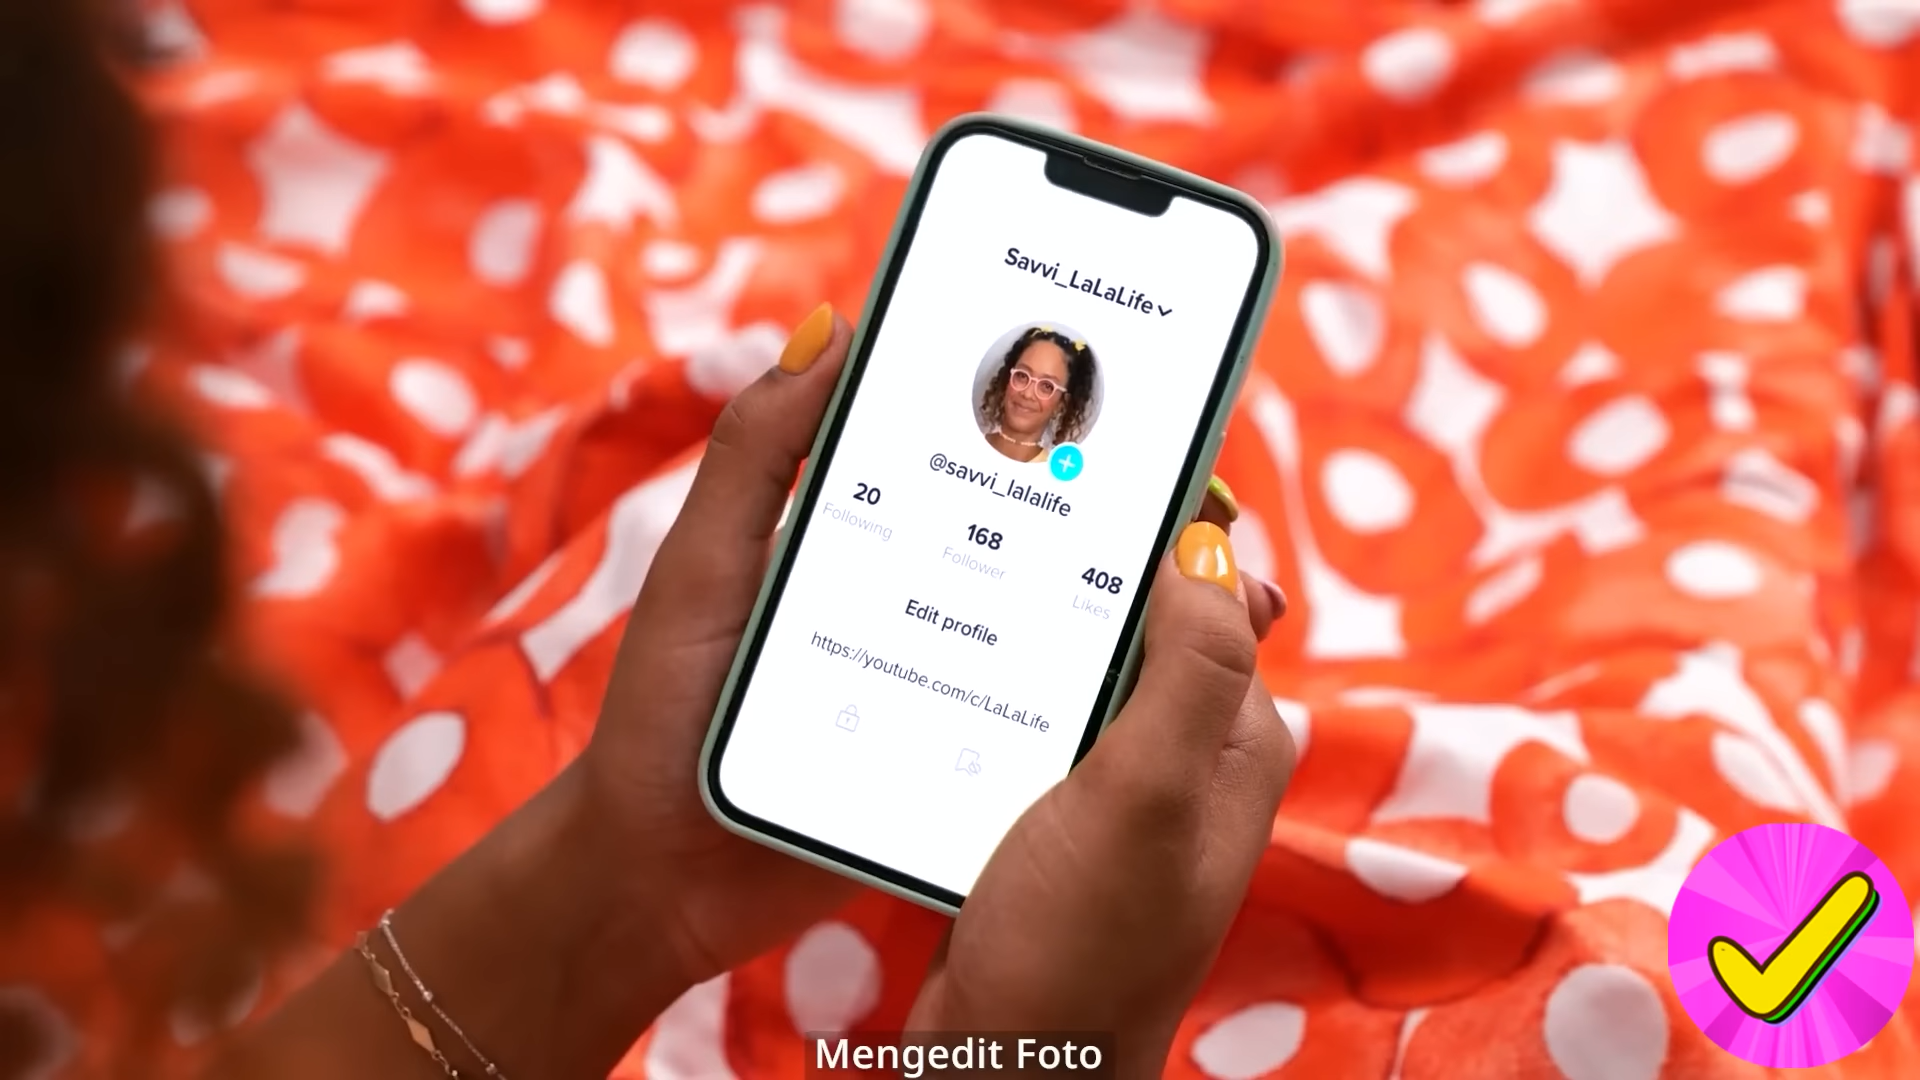 Savvi_LaLaLife
@savvi_lalalife
20
Following
168
Follower
408
Likes
Edit profile
https://youtube.com/c/LaLaLife
Mengedit Foto